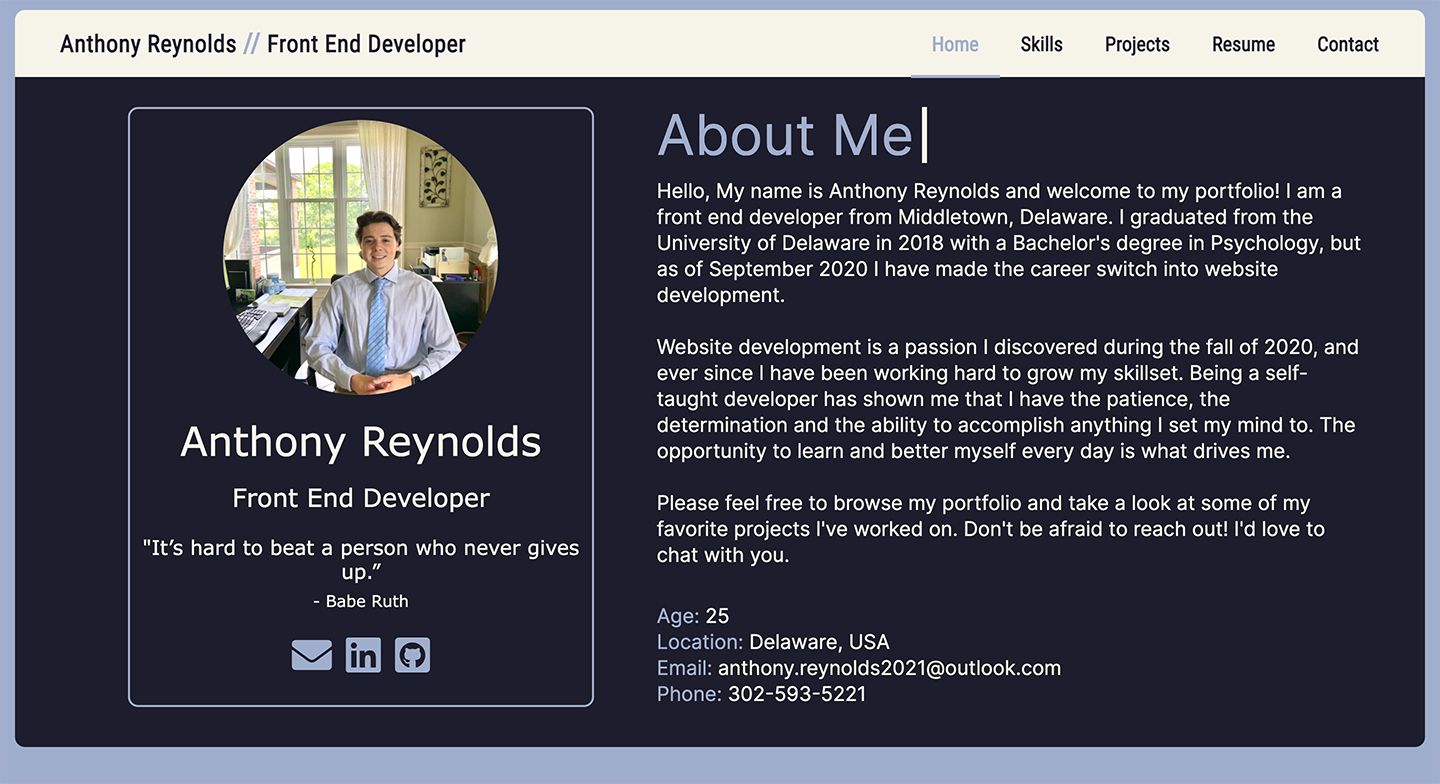 Anthony Reynolds // Front End Developer
Home Skills Projects Resume Contact
Anthony Reynolds
Front End Developer
"It’s hard to beat a person who never gives
up.”
- Babe Ruth
About Me
Hello, My name is Anthony Reynolds and welcome to my portfolio! I am a
front end developer from Middletown, Delaware. I graduated from the
University of Delaware in 2018 with a Bachelor's degree in Psychology, but
as of September 2020 I have made the career switch into website
development.
Website development is a passion I discovered during the fall of 2020, and
ever since I have been working hard to grow my skillset. Being a self-
taught developer has shown me that I have the patience, the
determination and the ability to accomplish anything I set my mind to. The
opportunity to learn and better myself every day is what drives me.
Please feel free to browse my portfolio and take a look at some of my
favorite projects I've worked on. Don't be afraid to reach out! I'd love to
chat with you.
Age: 25
Location: Delaware, USA
Email: anthony.reynolds2021@outlook.com
Phone: 302-593-5221